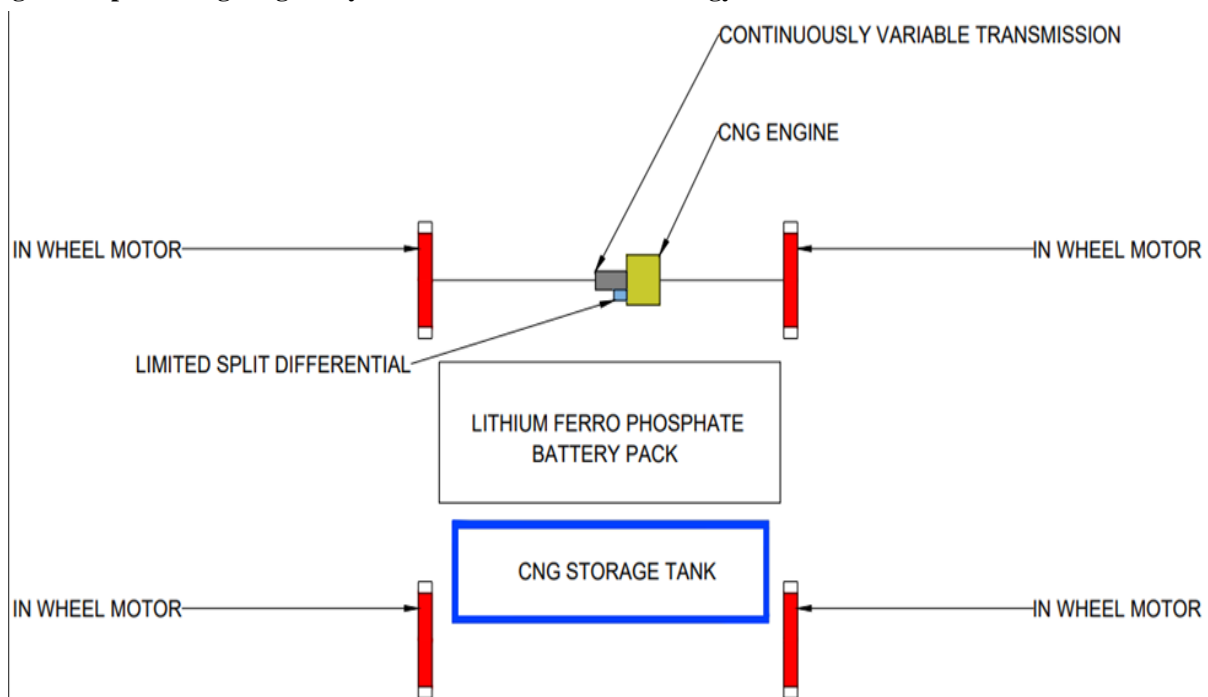 CONTINUOUSLY VARIABLE TRANSMISSION
CNG ENGINE
IN WHEEL MOTOR
IN WHEEL MOTOR
LIMITED SPLIT DIFFERENTIAL
LITHIUM FERRO PHOSPHATE
BATTERY PACK
CNG STORAGE TANK
IN WHEEL MOTOR
IN WHEEL MOTOR